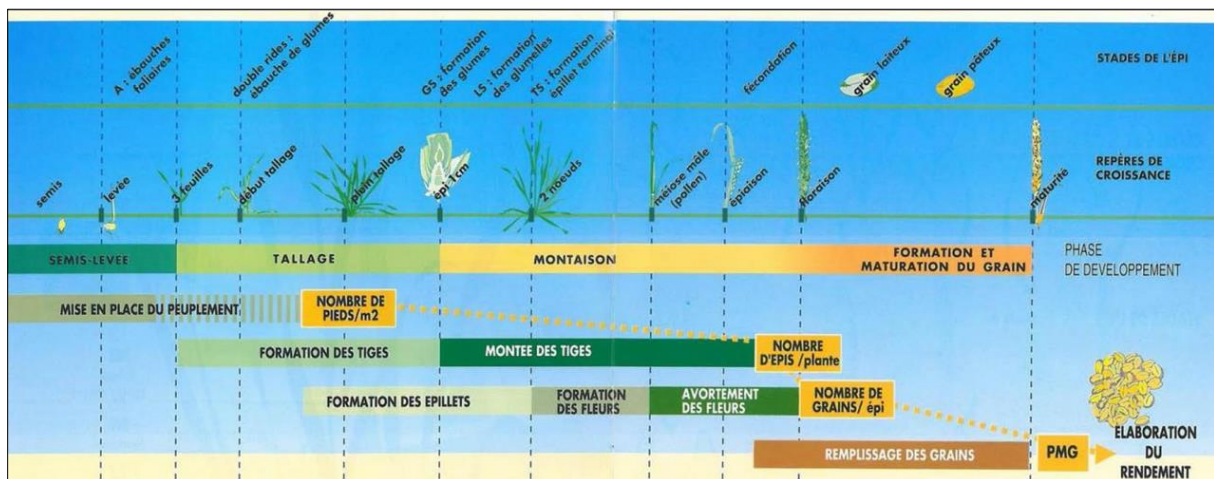 A : ébauches
foliaires
double rides :
ébauche de glumes
GS : formation
des glumes
LS : formation
des glumelles
TS : formation
épillet terminal
fécondation
grain laiteux
grain pâteux
STADES DE L'ÉPI
semis
levée
3 feuilles
début tallage
plein tallage
épi 1cm
2 noeuds
méiose mâle
(pollen)
épiaison
floraison
maturité
REPÈRES DE
CROISSANCE
SEMIS-LEVÉE
TALLAGE
MONTAISON
FORMATION ET
MATURATION DU GRAIN
PHASE
DE DEVELOPPEMENT
MISE EN PLACE DU PEUPLEMENT
NOMBRE DE
PIEDS/m2
FORMATION DES TIGES
MONTEE DES TIGES
NOMBRE
D'EPIS /plante
FORMATION DES EPILLETS
FORMATION
DES FLEURS
AVORTEMENT
DES FLEURS
NOMBRE DE
GRAINS/ épi
REMPLISSAGE DES GRAINS
PMG
ELABORATION
DU
RENDEMENT